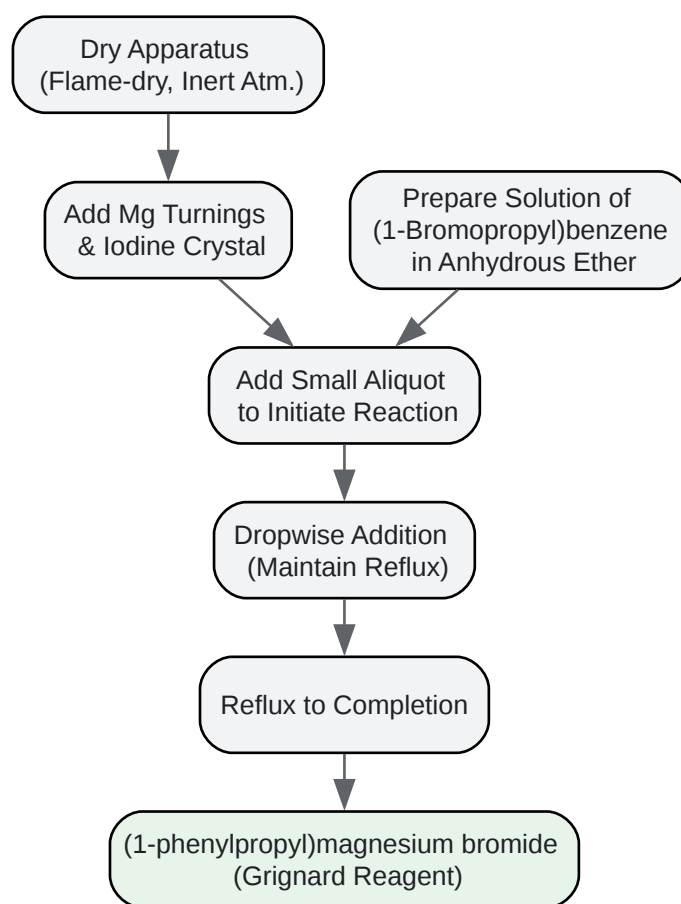 Dry Apparatus
(Flame-dry, Inert Atm.)
Add Mg Turnings
& Iodine Crystal
Prepare Solution of
(1-Bromopropyl)benzene
in Anhydrous Ether
Add Small Aliquot
to Initiate Reaction
Dropwise Addition
(Maintain Reflux)
Reflux to Completion
(1-phenylpropyl)magnesium bromide
(Grignard Reagent)